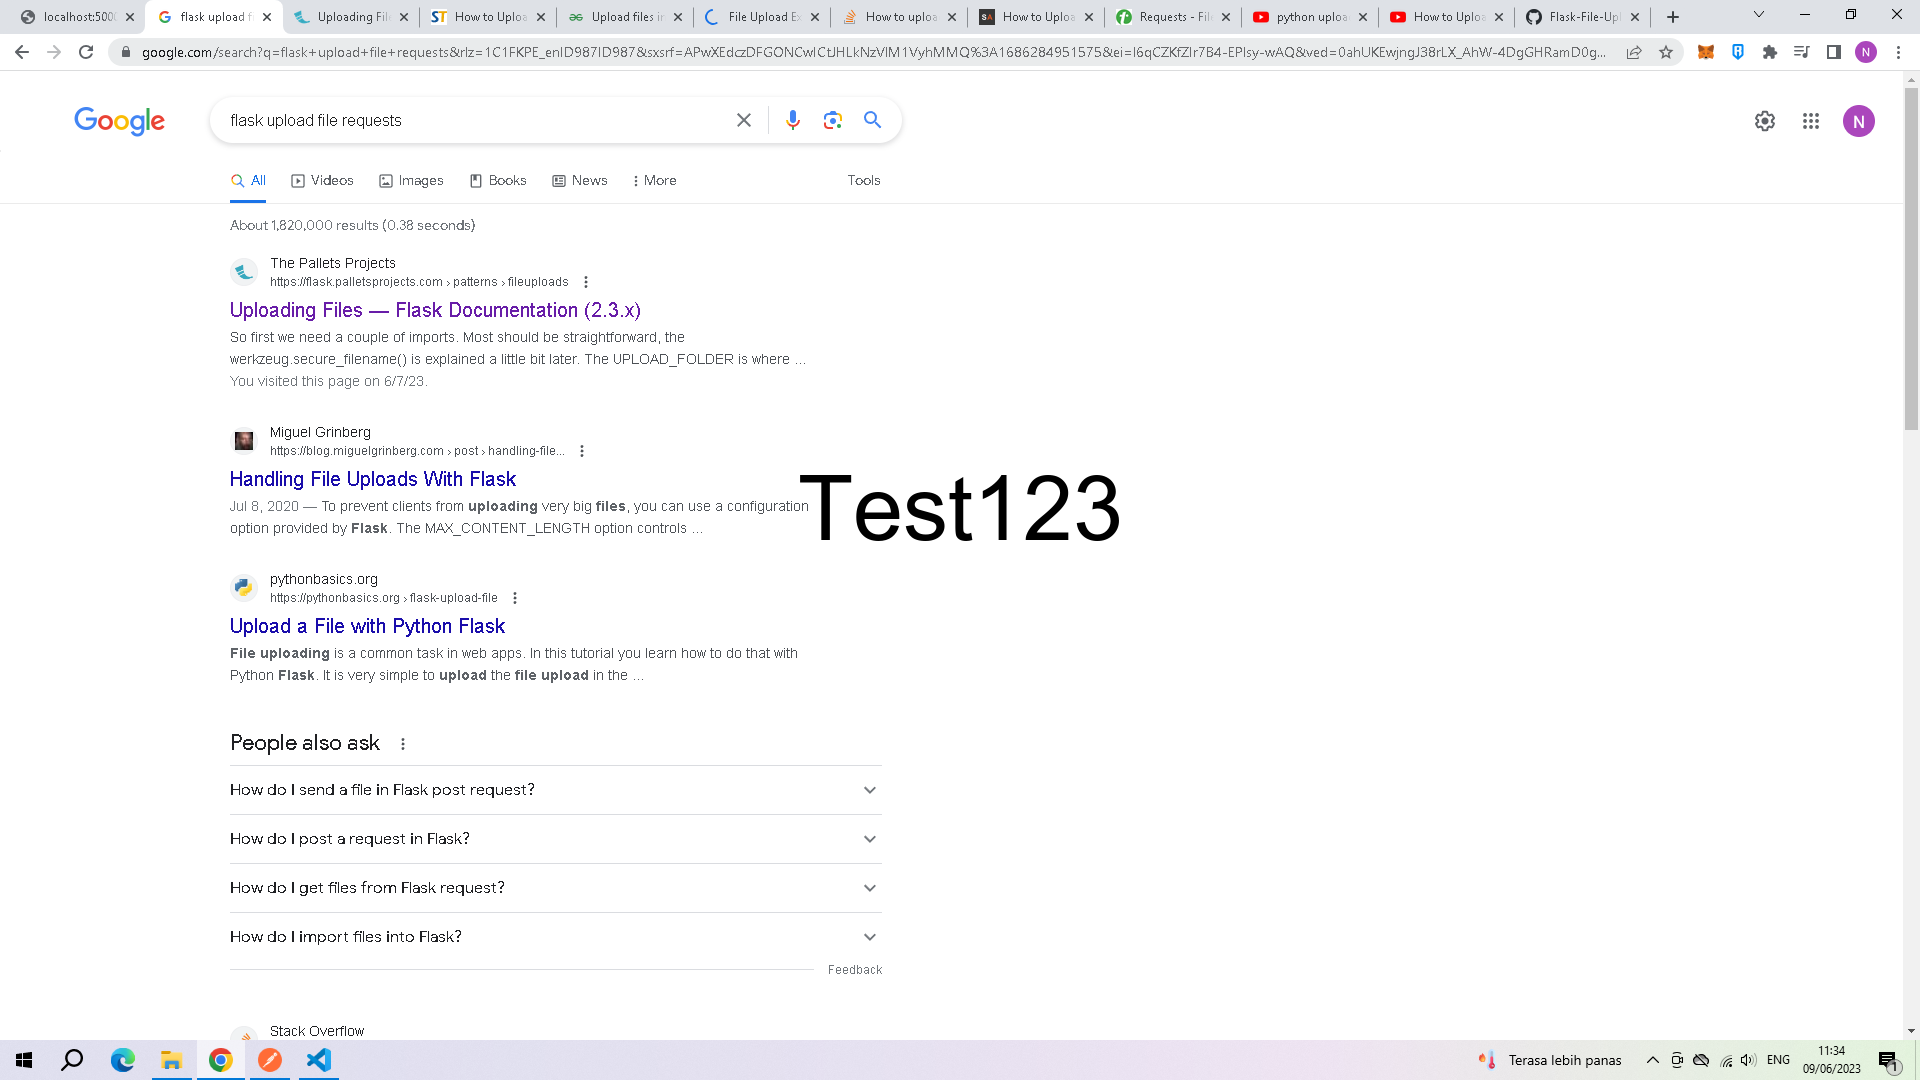 localhost:500
flask upload f
Uploading File
How to Uploa
Upload files in
File Upload Ex
How to uploa
How to Uploa
Requests - File
python uploa
How to Uploa
Flask-File-Upl
google.com/search?q=flask+upload+file+requests&rlz=1C1FKPE_enID987ID987&sxsrf=APwXEdczDFGONCwICtJHLkNzVlM1VyhMMQ%3A1686284951575&ei=l6qCZKfZIr7B4-EPlsy-wAQ&ved=0ahUKEwjngJ38rLX_AhW-4DgGHRamD0g...
N
Google
flask upload file requests
N
All
Videos
Images
Books
News
More
Tools
About 1,820,000 results (0.38 seconds)
The Pallets Projects
https://flask.palletsprojects.com › patterns › fileuploads
Uploading Files — Flask Documentation (2.3.x)
So first we need a couple of imports. Most should be straightforward, the
werkzeug.secure_filename() is explained a little bit later. The UPLOAD_FOLDER is where ...
You visited this page on 6/7/23.
Miguel Grinberg
https://blog.miguelgrinberg.com › post › handling-file...
Handling File Uploads With Flask
Jul 8, 2020 — To prevent clients from uploading very big files, you can use a configuration
option provided by Flask. The MAX_CONTENT_LENGTH option controls ...
Test123
pythonbasics.org
https://pythonbasics.org › flask-upload-file
Upload a File with Python Flask
File uploading is a common task in web apps. In this tutorial you learn how to do that with
Python Flask. It is very simple to upload the file upload in the ...
People also ask
How do I send a file in Flask post request?
How do I post a request in Flask?
How do I get files from Flask request?
How do I import files into Flask?
Feedback
Stack Overflow
Terasa lebih panas
ENG
11:34
09/06/2023
1